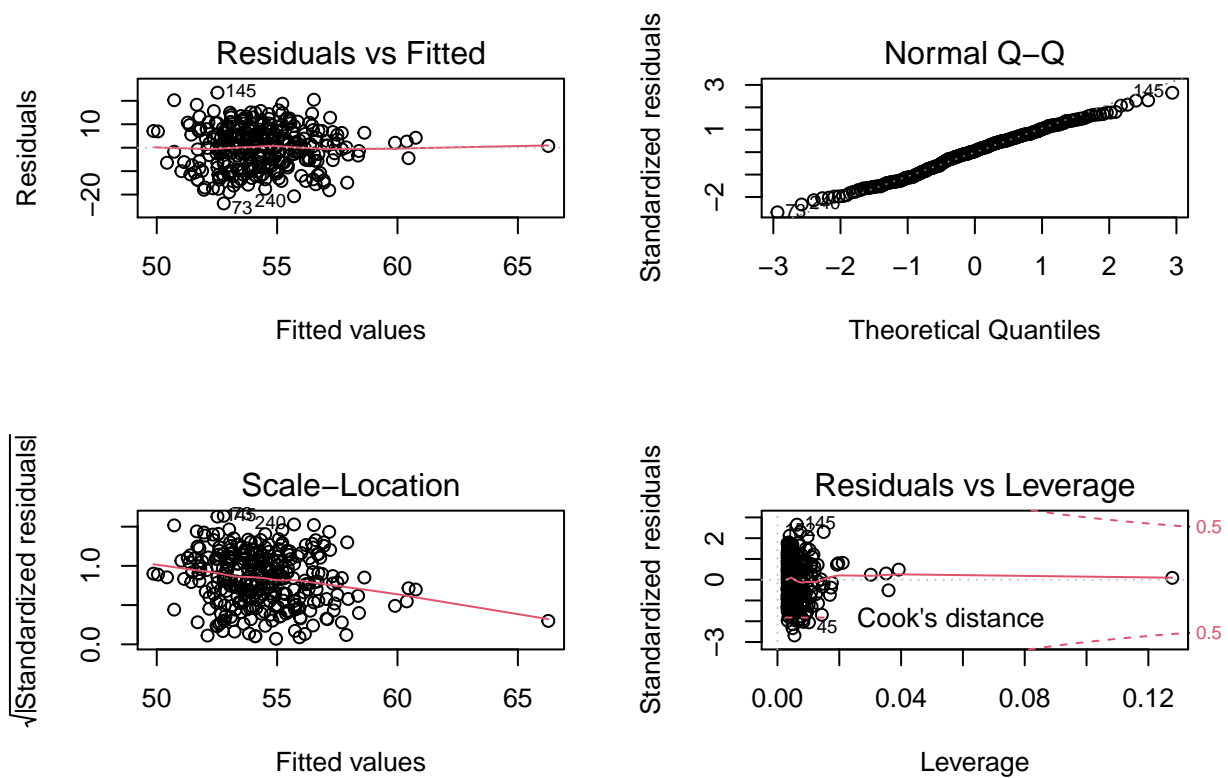 Residuals vs Fitted
Residuals
10
−20
145
73
240
50 55 60 65
Fitted values
Normal Q−Q
Standardized residuals
3
1
−2
145
73
240
−3 −2 −1 0 1 2 3
Theoretical Quantiles
Scale−Location
√|Standardized residuals|
1.0
0.0
73
145
240
50 55 60 65
Fitted values
Residuals vs Leverage
Standardized residuals
2
0
−3
145
45
Cook's distance
0.5
0.5
0.00 0.04 0.08 0.12
Leverage